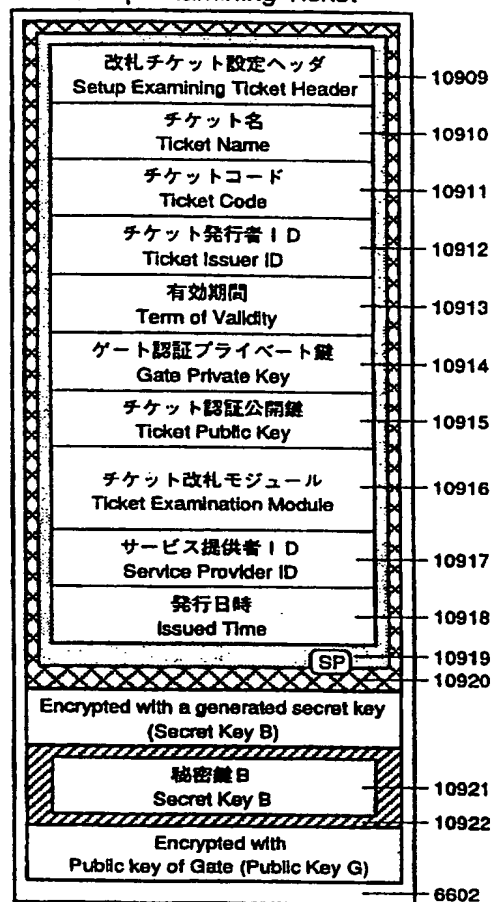 改札チケット設定ヘッダ
Setup Examining Ticket Header
10909
チケット名
Ticket Name
10910
チケットコード
Ticket Code
10911
チケット発行者ID
Ticket Issuer ID
10912
有効期間
Term of Validity
10913
ゲート認証プライベート鍵
Gate Private Key
10914
チケット認証公開鍵
Ticket Public Key
10915
チケット改札モジュール
Ticket Examination Module
10916
サービス提供者ID
Service Provider ID
10917
発行日時
Issued Time
10918
SP
10919
10920
Encrypted with a generated secret key
(Secret Key B)
秘密鍵B
Secret Key B
10921
10922
Encrypted with
Public key of Gate (Public Key G)
6602